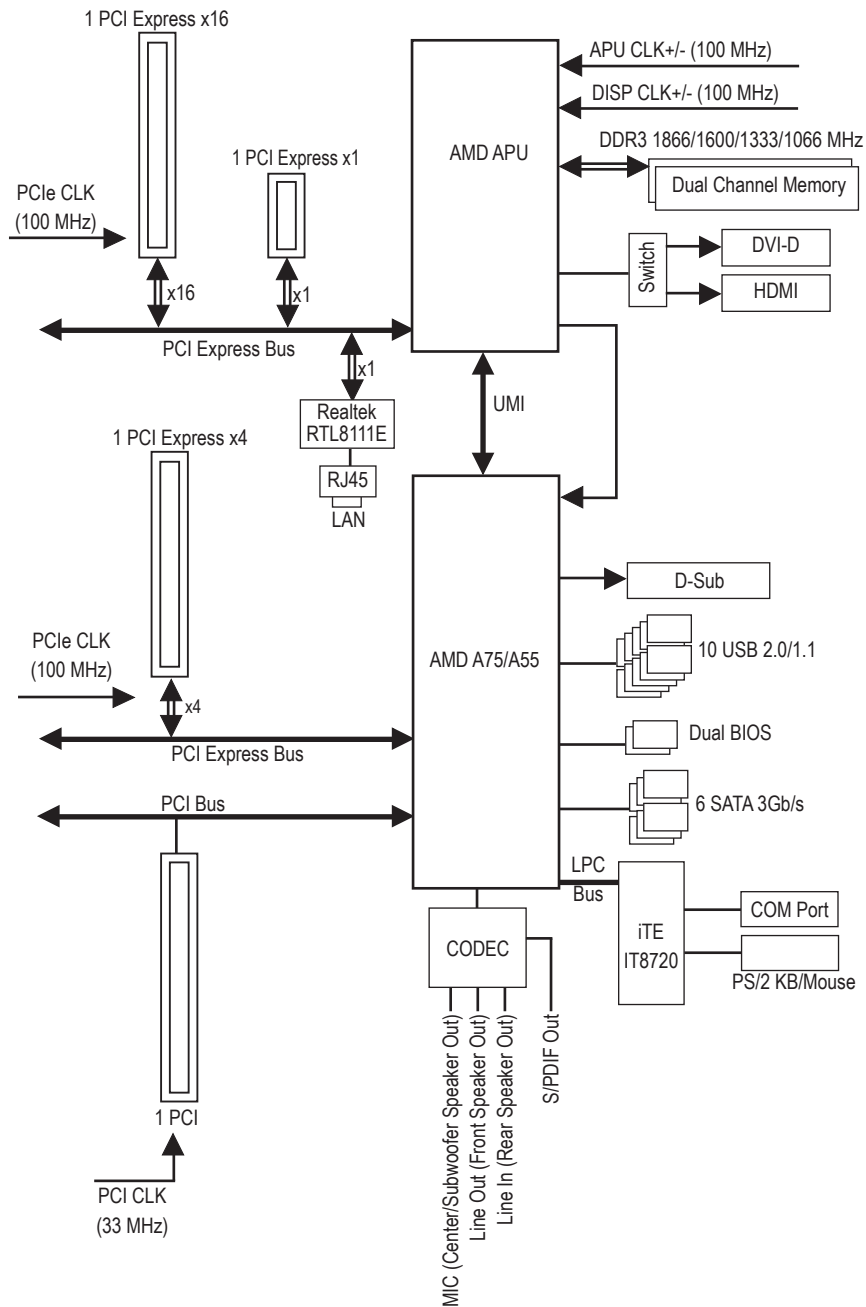 1 PCI Express x16
APU CLK+/- (100 MHz)
DISP CLK+/- (100 MHz)
AMD APU
DDR3 1866/1600/1333/1066 MHz
Dual Channel Memory
1 PCI Express x1
PCIe CLK
(100 MHz)
Switch
DVI-D
HDMI
x16
x1
PCI Express Bus
x1
UMI
Realtek
RTL8111E
RJ45
LAN
1 PCI Express x4
D-Sub
AMD A75/A55
10 USB 2.0/1.1
PCIe CLK
(100 MHz)
x4
Dual BIOS
PCI Express Bus
PCI Bus
6 SATA 3Gb/s
LPC
Bus
iTE
IT8720
COM Port
PS/2 KB/Mouse
CODEC
MIC (Center/Subwoofer Speaker Out)
Line Out (Front Speaker Out)
Line In (Rear Speaker Out)
S/PDIF Out
1 PCI
PCI CLK
(33 MHz)